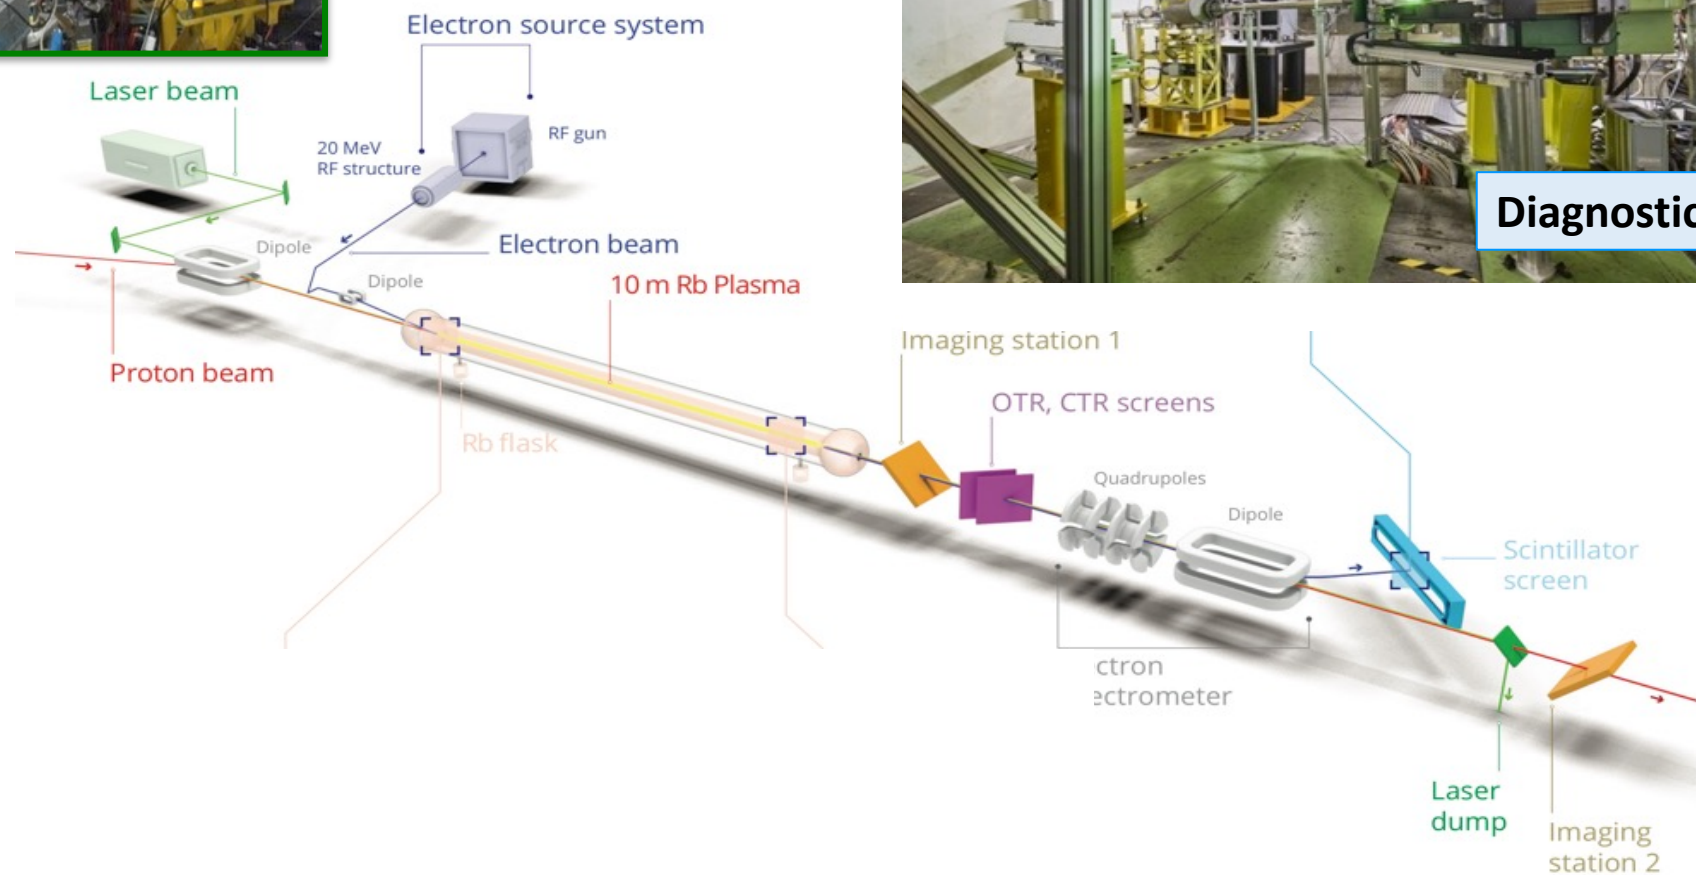 Electron source system
Laser beam
RF gun
20 MeV
RF structure
Electron beam
Dipole
Dipole
10 m Rb Plasma
Proton beam
Rb flask
Diagnostic
Imaging station 1
OTR, CTR screens
Quadrupoles
Dipole
Scintillator
screen
ctron
ectrometer
Laser
dump
Imaging
station 2